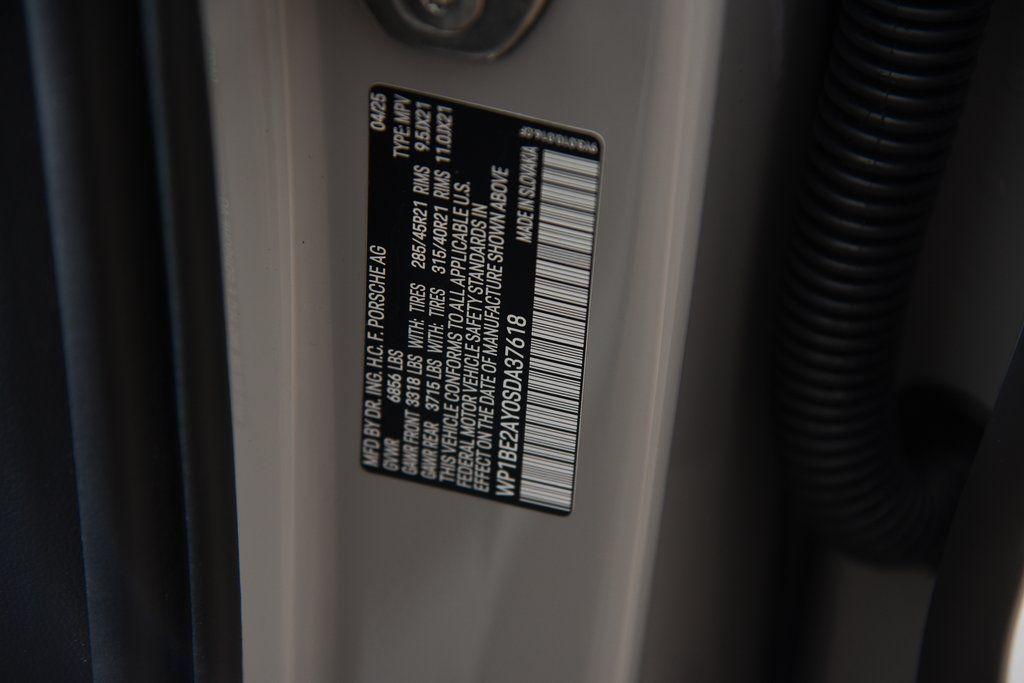 MFD BY DR. ING. H.C. F. PORSCHE AG 04/25
GVWR 6856 LBS TYPE: MPV
GAWR FRONT 3318 LBS WITH: TIRES 285/45R21 RIMS 9.5JX21
GAWR REAR 3715 LBS WITH: TIRES 315/40R21 RIMS 11.0JX21
THIS VEHICLE CONFORMS TO ALL APPLICABLE U.S.
FEDERAL MOTOR VEHICLE SAFETY STANDARDS IN
EFFECT ON THE DATE OF MANUFACTURE SHOWN ABOVE
WP1BE2AY0SDA37618 MADE IN SLOVAKIA